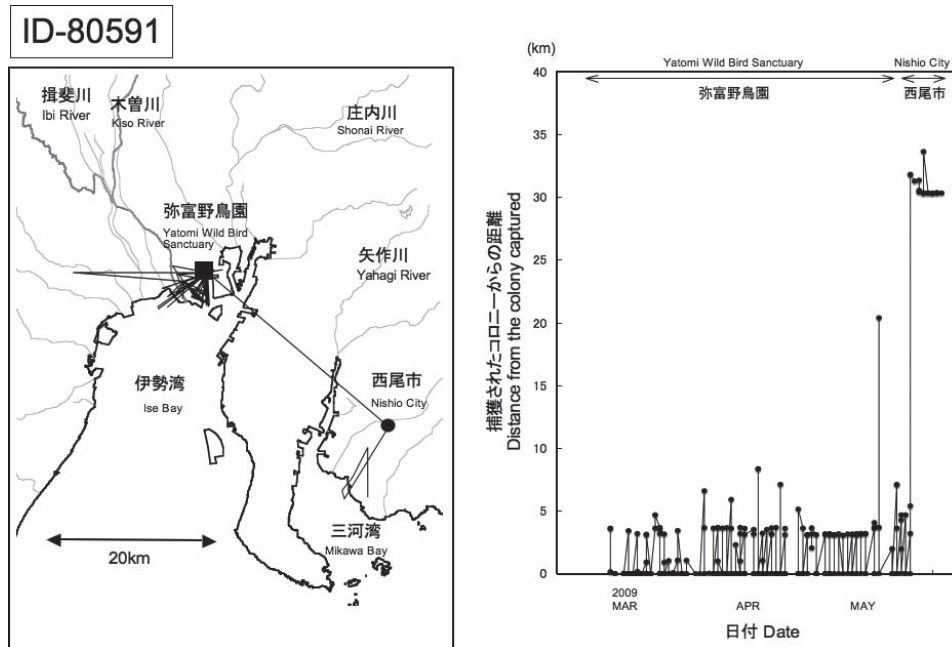 ID-80591
揖斐川
Ibi River
木曽川
Kiso River
庄内川
Shonai River
弥富野鳥園
Yatomi Wild Bird
Sanctuary
矢作川
Yahagi River
伊勢湾
Ise Bay
西尾市
Nishio City
三河湾
Mikawa Bay
20km
(km)
Yatomi Wild Bird Sanctuary
Nishio City
弥富野鳥園
西尾市
40
35
30
25
20
15
10
5
0
捕獲されたコロニーからの距離
Distance from the colony captured
2009
MAR
APR
MAY
日付 Date